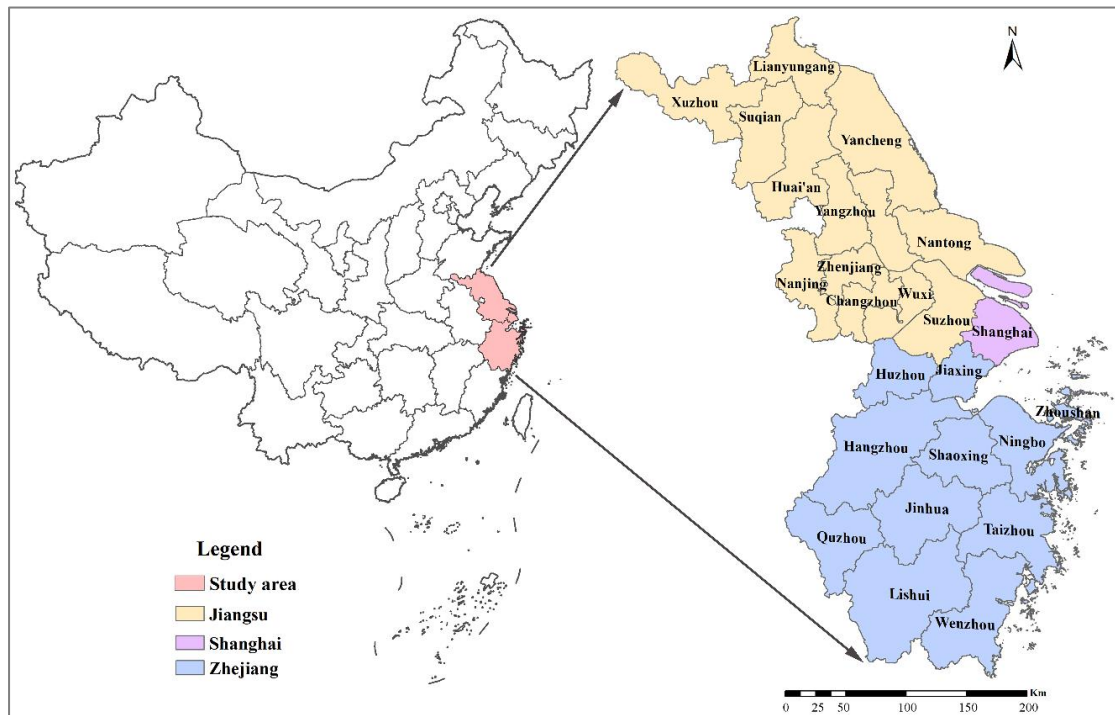 N
Lianyungang
Xuzhou
Suqian
Yancheng
Huai'an
Yangzhou
Nantong
Zhenjiang
Nanjing
Wuxi
Changzhou
Suzhou
Shanghai
Huzhou
Jiaxing
Zhoushan
Hangzhou
Ningbo
Shaoxing
Jinhua
Taizhou
Quzhou
Lishui
Wenzhou
Legend
Study area
Jiangsu
Shanghai
Zhejiang
Km
0 25 50 100 150 200